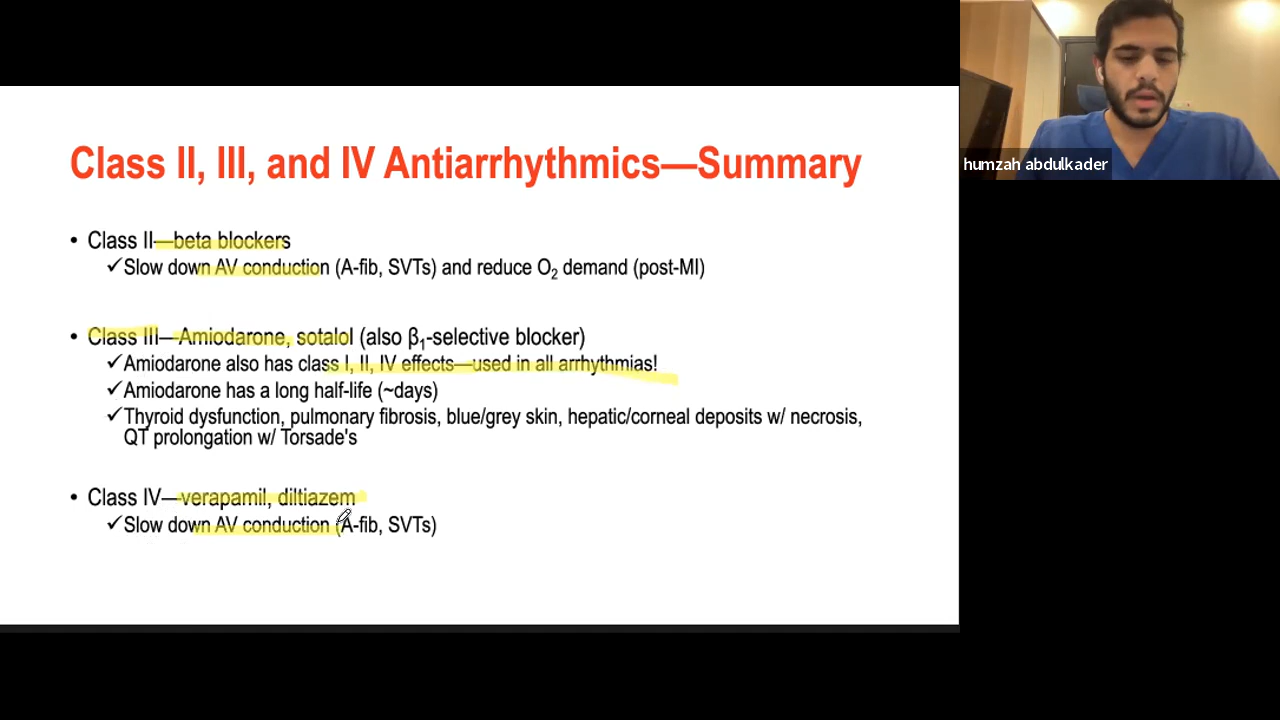 Class II, III, and IV Antiarrhythmics—Summary
humzah abdulkader
• Class II—beta blockers
✓Slow down AV conduction (A-fib, SVTs) and reduce O₂ demand (post-MI)
• Class III—Amiodarone, sotalol (also β₁-selective blocker)
✓Amiodarone also has class I, II, IV effects—used in all arrhythmias!
✓Amiodarone has a long half-life (~days)
✓Thyroid dysfunction, pulmonary fibrosis, blue/grey skin, hepatic/corneal deposits w/ necrosis,
QT prolongation w/ Torsade's
• Class IV—verapamil, diltiazem
✓Slow down AV conduction (A-fib, SVTs)